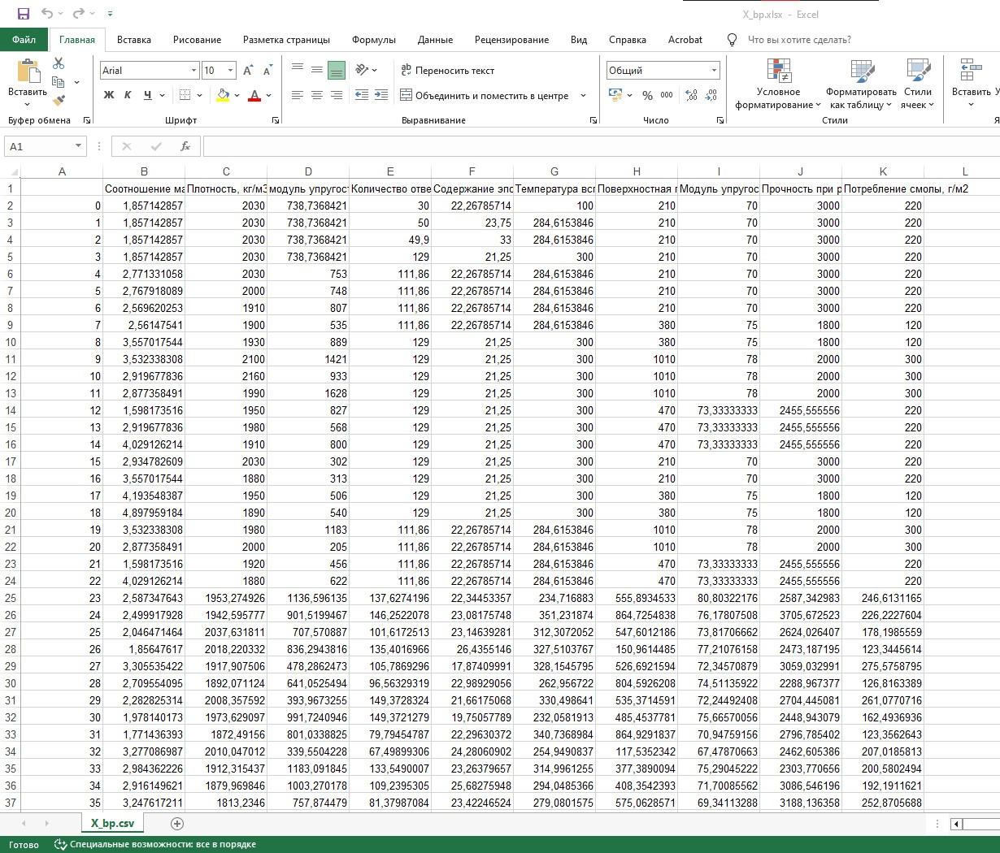 X_bp.xlsx - Excel
Файл Главная Вставка Рисование Разметка страницы Формулы Данные Рецензирование Вид Справка Acrobat Что вы хотите сделать?
Arial 10 Переносить текст Общий
Вставить Ж К Ч Объединить и поместить в центре % 000 Условное форматирование Форматировать как таблицу Стили ячеек Вставить У
Буфер обмена Шрифт Выравнивание Число Стили Я
A1 fx
A B C D E F G H I J K L
1 Соотношение ма Плотность, кг/м3 модуль упругост Количество отве Содержание эпо Температура всп Поверхностная п Модуль упругос Прочность при р Потребление смолы, г/м2
2 0 1,857142857 2030 738,7368421 30 22,26785714 100 210 70 3000 220
3 1 1,857142857 2030 738,7368421 50 23,75 284,6153846 210 70 3000 220
4 2 1,857142857 2030 738,7368421 49,9 33 284,6153846 210 70 3000 220
5 3 1,857142857 2030 738,7368421 129 21,25 300 210 70 3000 220
6 4 2,771331058 2030 753 111,86 22,26785714 284,6153846 210 70 3000 220
7 5 2,767918089 2000 748 111,86 22,26785714 284,6153846 210 70 3000 220
8 6 2,569620253 1910 807 111,86 22,26785714 284,6153846 210 70 3000 220
9 7 2,56147541 1900 535 111,86 22,26785714 284,6153846 380 75 1800 120
10 8 3,557017544 1930 889 129 21,25 300 380 75 1800 120
11 9 3,532338308 2100 1421 129 21,25 300 1010 78 2000 300
12 10 2,919677836 2160 933 129 21,25 300 1010 78 2000 300
13 11 2,877358491 1990 1628 129 21,25 300 1010 78 2000 300
14 12 1,598173516 1950 827 129 21,25 300 470 73,33333333 2455,555556 220
15 13 2,919677836 1980 568 129 21,25 300 470 73,33333333 2455,555556 220
16 14 4,029126214 1910 800 129 21,25 300 470 73,33333333 2455,555556 220
17 15 2,934782609 2030 302 129 21,25 300 210 70 3000 220
18 16 3,557017544 1880 313 129 21,25 300 210 70 3000 220
19 17 4,193548387 1950 506 129 21,25 300 380 75 1800 120
20 18 4,897959184 1890 540 129 21,25 300 380 75 1800 120
21 19 3,532338308 1980 1183 111,86 22,26785714 284,6153846 1010 78 2000 300
22 20 2,877358491 2000 205 111,86 22,26785714 284,6153846 1010 78 2000 300
23 21 1,598173516 1920 456 111,86 22,26785714 284,6153846 470 73,33333333 2455,555556 220
24 22 4,029126214 1880 622 111,86 22,26785714 284,6153846 470 73,33333333 2455,555556 220
25 23 2,587347643 1953,274926 1136,596135 137,6274196 22,34453357 234,716883 555,8934533 80,80322176 2587,342983 246,6131165
26 24 2,499917928 1942,595777 901,5199467 146,2522078 23,08175748 351,231874 864,7254838 76,17807508 3705,672523 226,2227604
27 25 2,046471464 2037,631811 707,570887 101,6172513 23,14639281 312,3072052 547,6012186 73,81706662 2624,026407 178,1985559
28 26 1,85647617 2018,220332 836,2943816 135,4016966 26,4355146 327,5103767 150,9614485 77,21076158 2473,187195 123,3445614
29 27 3,305535422 1917,907506 478,2862473 105,7869296 17,87409991 328,1545795 526,6921594 72,34570879 3059,032991 275,5758795
30 28 2,709554095 1892,071124 641,0525494 96,56329319 22,98929056 262,956722 804,5926208 74,51135922 2288,967377 126,8163389
31 29 2,282825314 2008,357592 393,9673255 149,3728324 21,66175068 330,498641 535,3714591 72,24492408 2704,445081 261,0770716
32 30 1,978140173 1973,629097 991,7240946 149,3721279 19,75057789 232,0581913 485,4537781 75,66570056 2448,943079 162,4936936
33 31 1,771436393 1872,49156 801,0338825 79,79454787 22,29630372 340,7368984 864,9291837 70,94759156 2796,785402 123,3562643
34 32 3,277086987 2010,047012 339,5504228 67,49899306 24,28060902 254,9490837 117,5352342 67,47870663 2462,605386 207,0185813
35 33 2,984362226 1912,315437 1183,091845 133,5490007 23,26379657 314,9961255 377,3890094 75,29045222 2303,770656 200,5802494
36 34 2,916149621 1879,969846 1003,270178 109,2395305 25,68275948 294,0485366 408,3542393 71,70085562 3086,546196 192,1911621
37 35 3,247617211 1813,2346 757,874479 81,37987084 23,42246524 279,0801575 575,0628571 69,34113288 3188,136358 252,8705688
X_bp.csv
Готово Специальные возможности: все в порядке